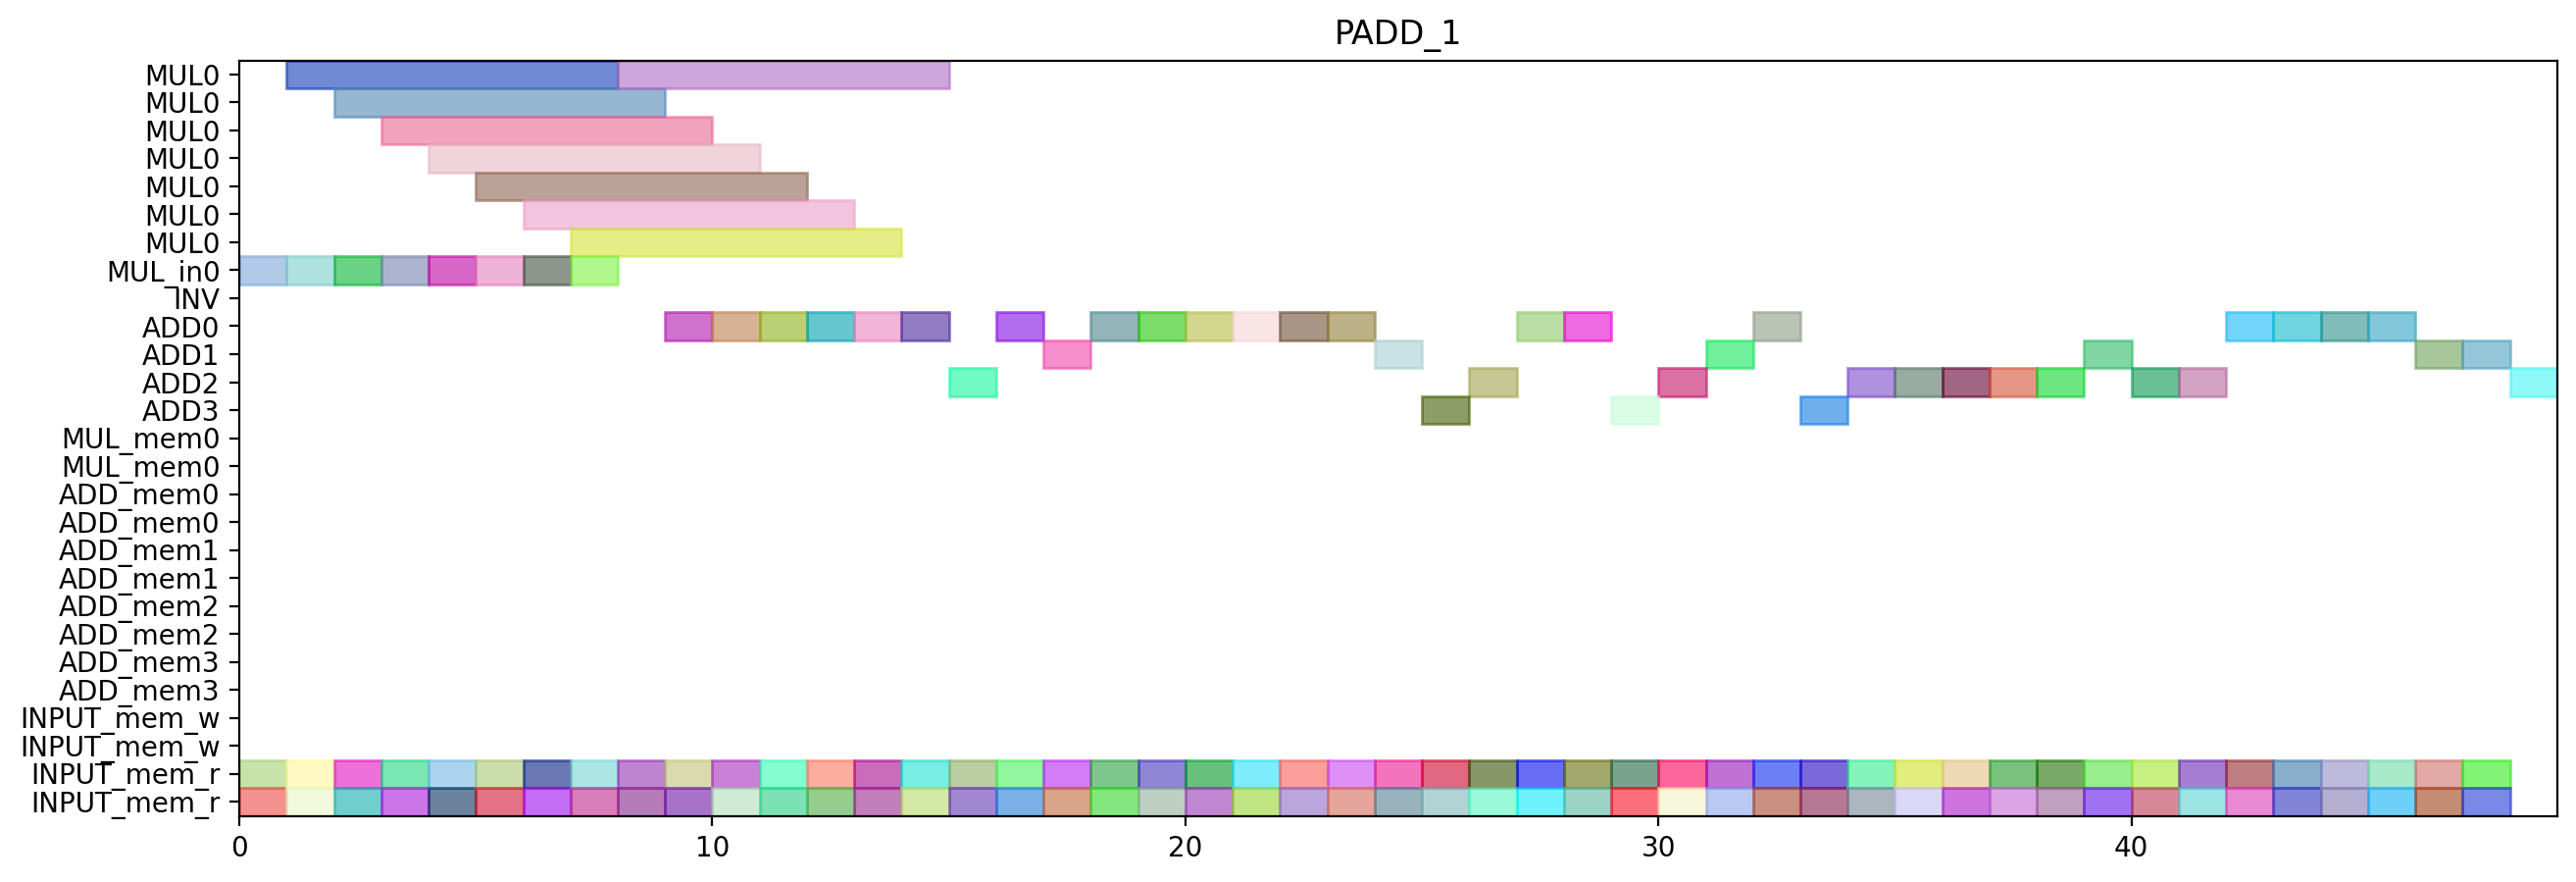 PADD_1
MUL0
MUL0
MUL0
MUL0
MUL0
MUL0
MUL0
MUL_in0
INV
ADD0
ADD1
ADD2
ADD3
MUL_mem0
MUL_mem0
ADD_mem0
ADD_mem0
ADD_mem1
ADD_mem1
ADD_mem2
ADD_mem2
ADD_mem3
ADD_mem3
INPUT_mem_w
INPUT_mem_w
INPUT_mem_r
INPUT_mem_r
0 10 20 30 40